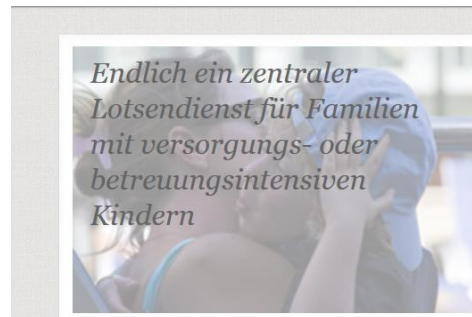 Endlich ein zentraler
Lotsendienst für Familien
mit versorgungs- oder
betreuungsintensiven
Kindern